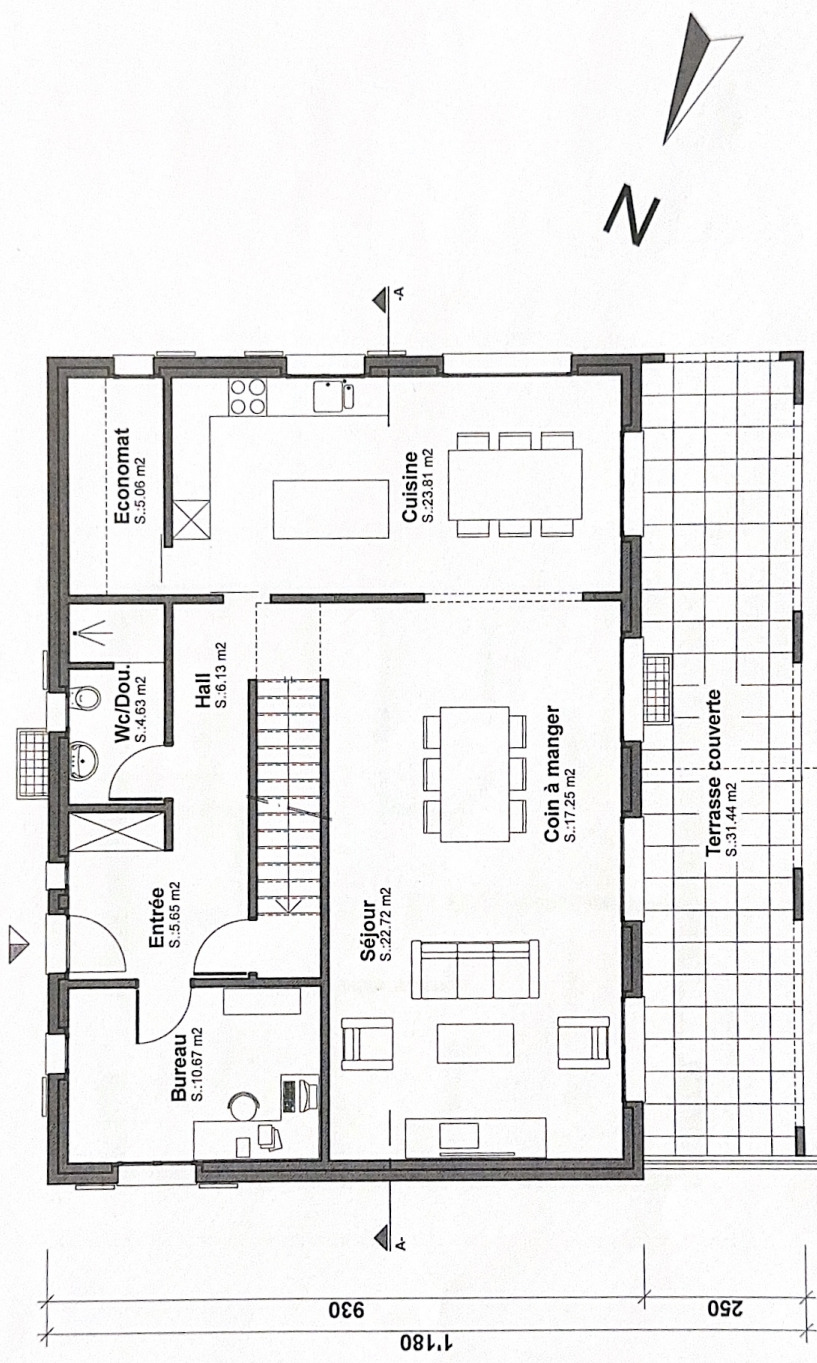 N
A-
-A
Economat
S.:5.06 m2
Cuisine
S.:23.81 m2
Wc/Dou.
S.:4.63 m2
Hall
S.:6.13 m2
Entrée
S.:5.65 m2
Bureau
S.:10.67 m2
Séjour
S.:22.72 m2
Coin à manger
S.:17.25 m2
Terrasse couverte
S.:31.44 m2
930
250
1'180